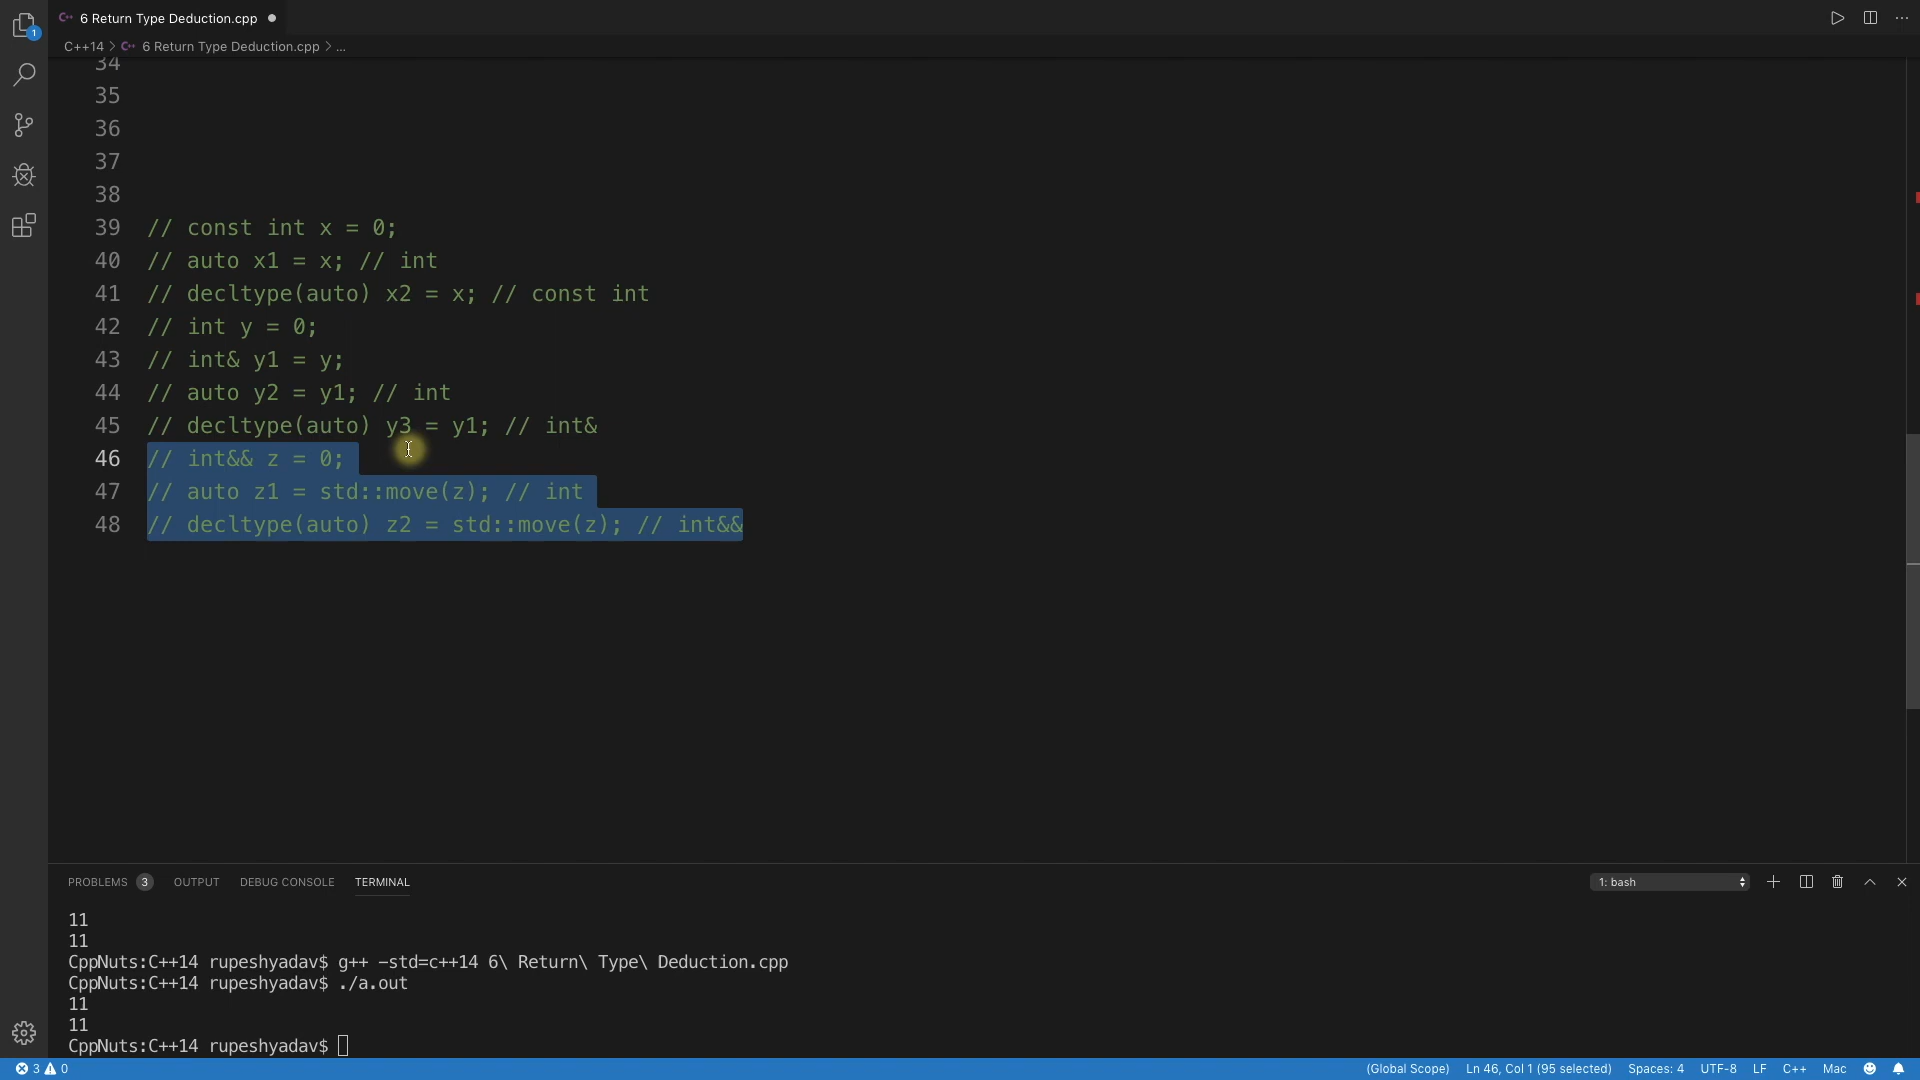 1
6 Return Type Deduction.cpp
C++14 > 6 Return Type Deduction.cpp > ...
34
35
36
37
38
39 // const int x = 0;
40 // auto x1 = x; // int
41 // decltype(auto) x2 = x; // const int
42 // int y = 0;
43 // int& y1 = y;
44 // auto y2 = y1; // int
45 // decltype(auto) y3 = y1; // int&
46 // int&& z = 0;
47 // auto z1 = std::move(z); // int
48 // decltype(auto) z2 = std::move(z); // int&&
PROBLEMS 3 OUTPUT DEBUG CONSOLE TERMINAL 1: bash
11
11
CppNuts:C++14 rupeshyadav$ g++ -std=c++14 6\ Return\ Type\ Deduction.cpp
CppNuts:C++14 rupeshyadav$ ./a.out
11
11
CppNuts:C++14 rupeshyadav$
3 0 (Global Scope) Ln 46, Col 1 (95 selected) Spaces: 4 UTF-8 LF C++ Mac